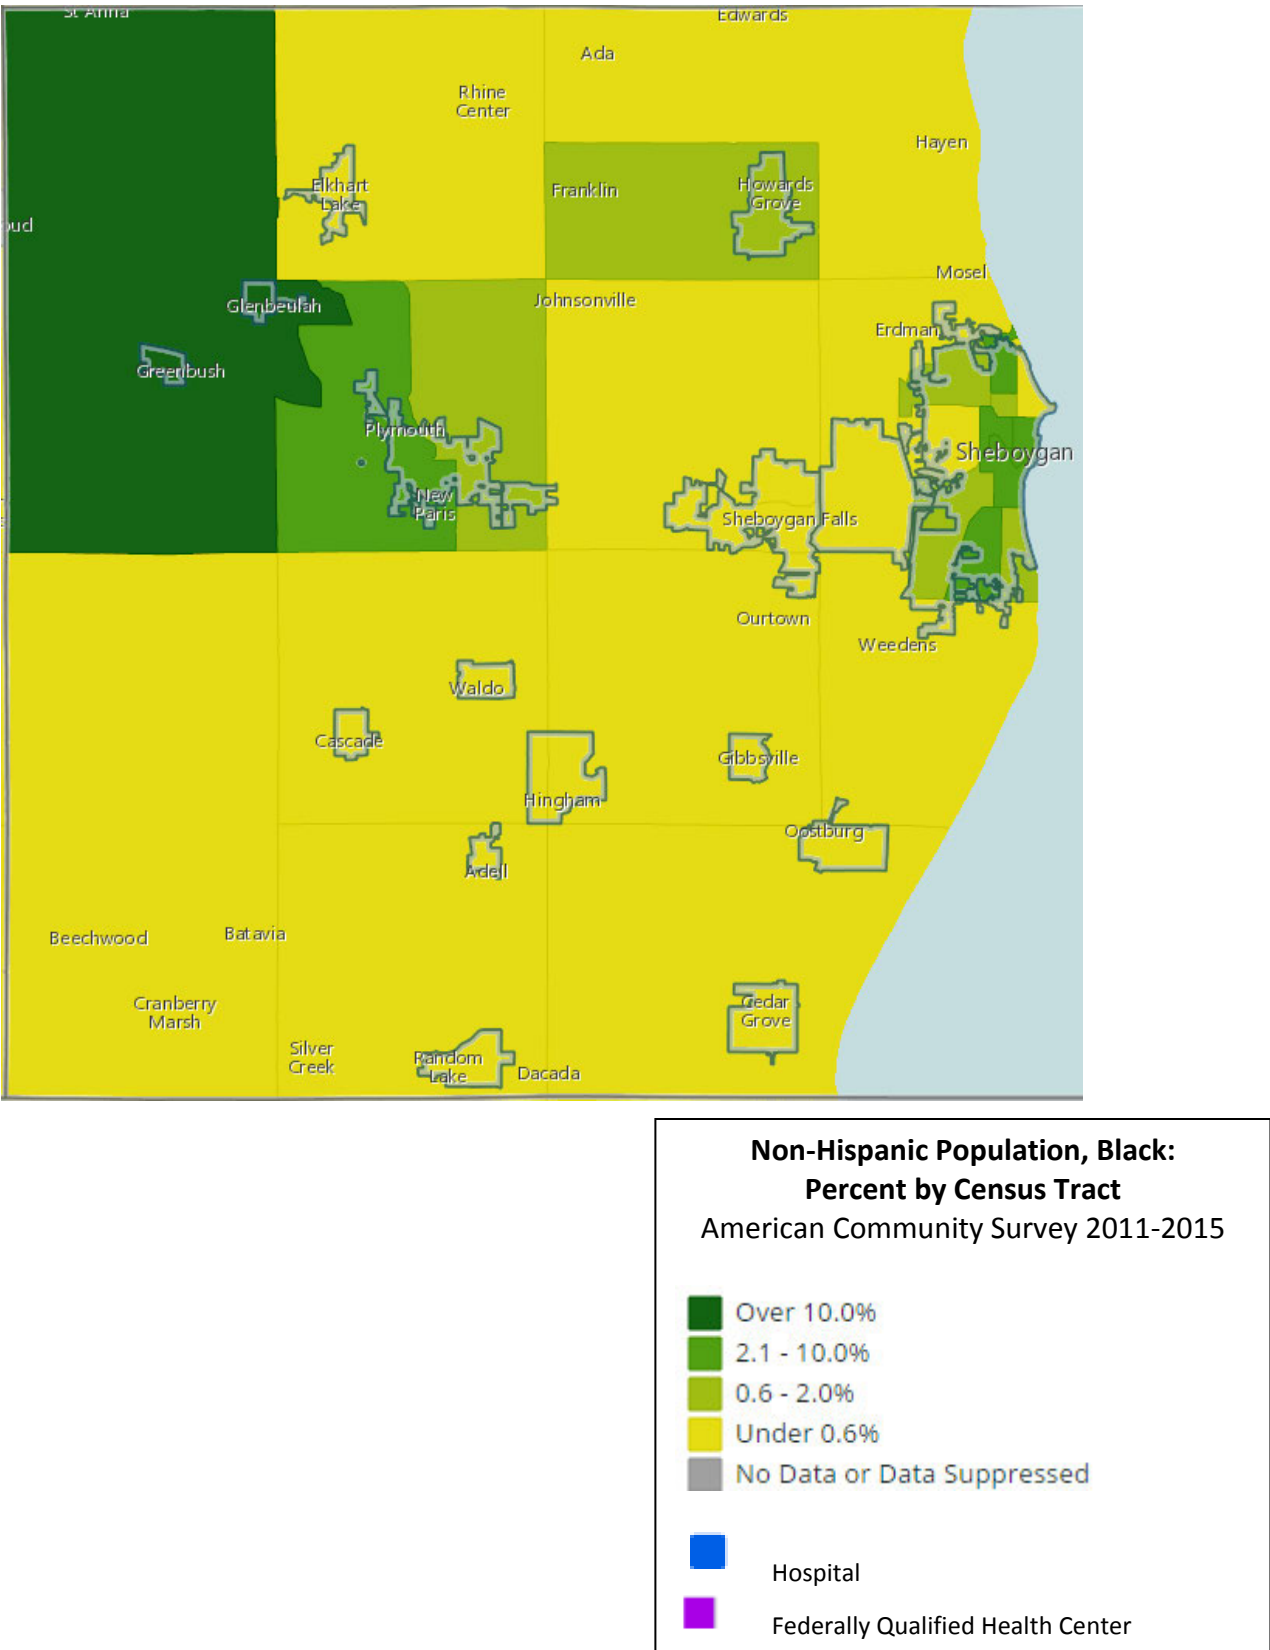 St Anna
Edwards
Ada
Rhine
Center
Hayen
Elkhart
Lake
Franklin
Howards
Grove
oud
Mosel
Glenbeulah
Johnsonville
Erdman
Greenbush
Plymouth
Sheboygan
New
Paris
Sheboygan Falls
Ourtown
Weedens
Waldo
Cascade
Gibbsville
Hingham
Oostburg
Adell
Beechwood
Batavia
Cranberry
Marsh
Cedar
Grove
Silver
Creek
Random
Lake
Dacada
Non-Hispanic Population, Black:
Percent by Census Tract
American Community Survey 2011-2015
Over 10.0%
2.1 - 10.0%
0.6 - 2.0%
Under 0.6%
No Data or Data Suppressed
Hospital
Federally Qualified Health Center